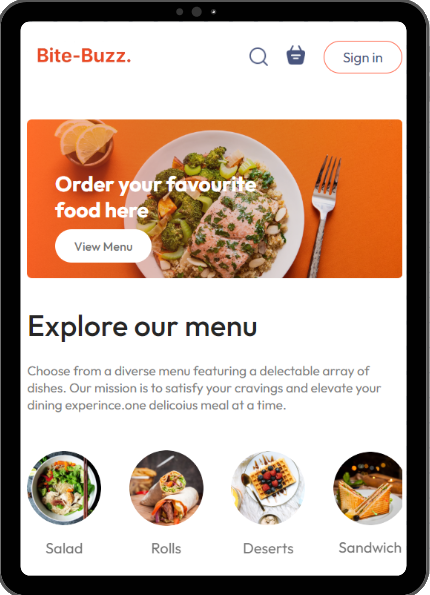 Bite-Buzz.
Sign in
Order your favourite
food here
View Menu
Explore our menu
Choose from a diverse menu featuring a delectable array of
dishes. Our mission is to satisfy your cravings and elevate your
dining experince.one delicoius meal at a time.
Salad
Rolls
Deserts
Sandwich